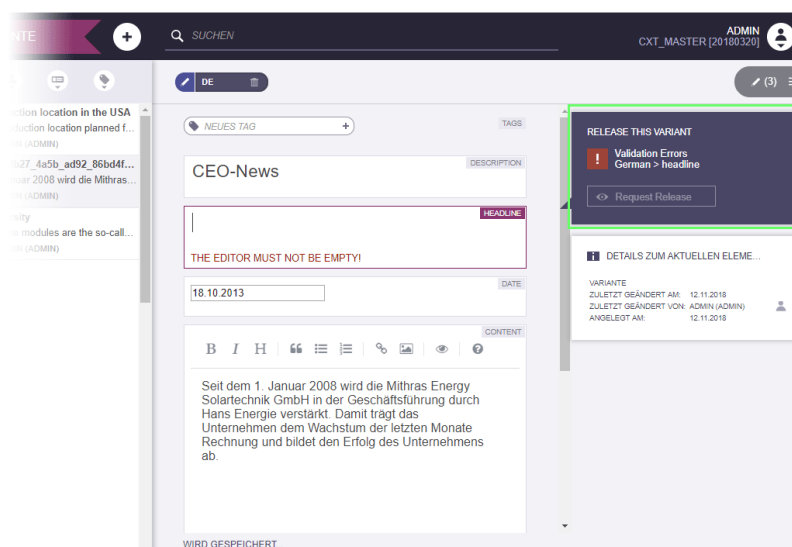 NTE
SUCHEN
ADMIN
CXT_MASTER [20180320]
DE
(3)
ction location in the USA
duction location planned f...
(ADMIN)
b27_4a5b_ad92_86bd4f...
uar 2008 wird die Mithras...
(ADMIN)
rsity
modules are the so-call...
(ADMIN)
NEUES TAG
+
TAGS
DESCRIPTION
CEO-News
HEADLINE
THE EDITOR MUST NOT BE EMPTY!
DATE
18.10.2013
CONTENT
B I H
Seit dem 1. Januar 2008 wird die Mithras Energy
Solartechnik GmbH in der Geschäftsführung durch
Hans Energie verstärkt. Damit trägt das
Unternehmen dem Wachstum der letzten Monate
Rechnung und bildet den Erfolg des Unternehmens
ab.
WIRD GESPEICHERT
RELEASE THIS VARIANT
Validation Errors
German > headline
Request Release
DETAILS ZUM AKTUELLEN ELEME...
VARIANTE
ZULETZT GEÄNDERT AM: 12.11.2018
ZULETZT GEÄNDERT VON: ADMIN (ADMIN)
ANGELEGT AM: 12.11.2018